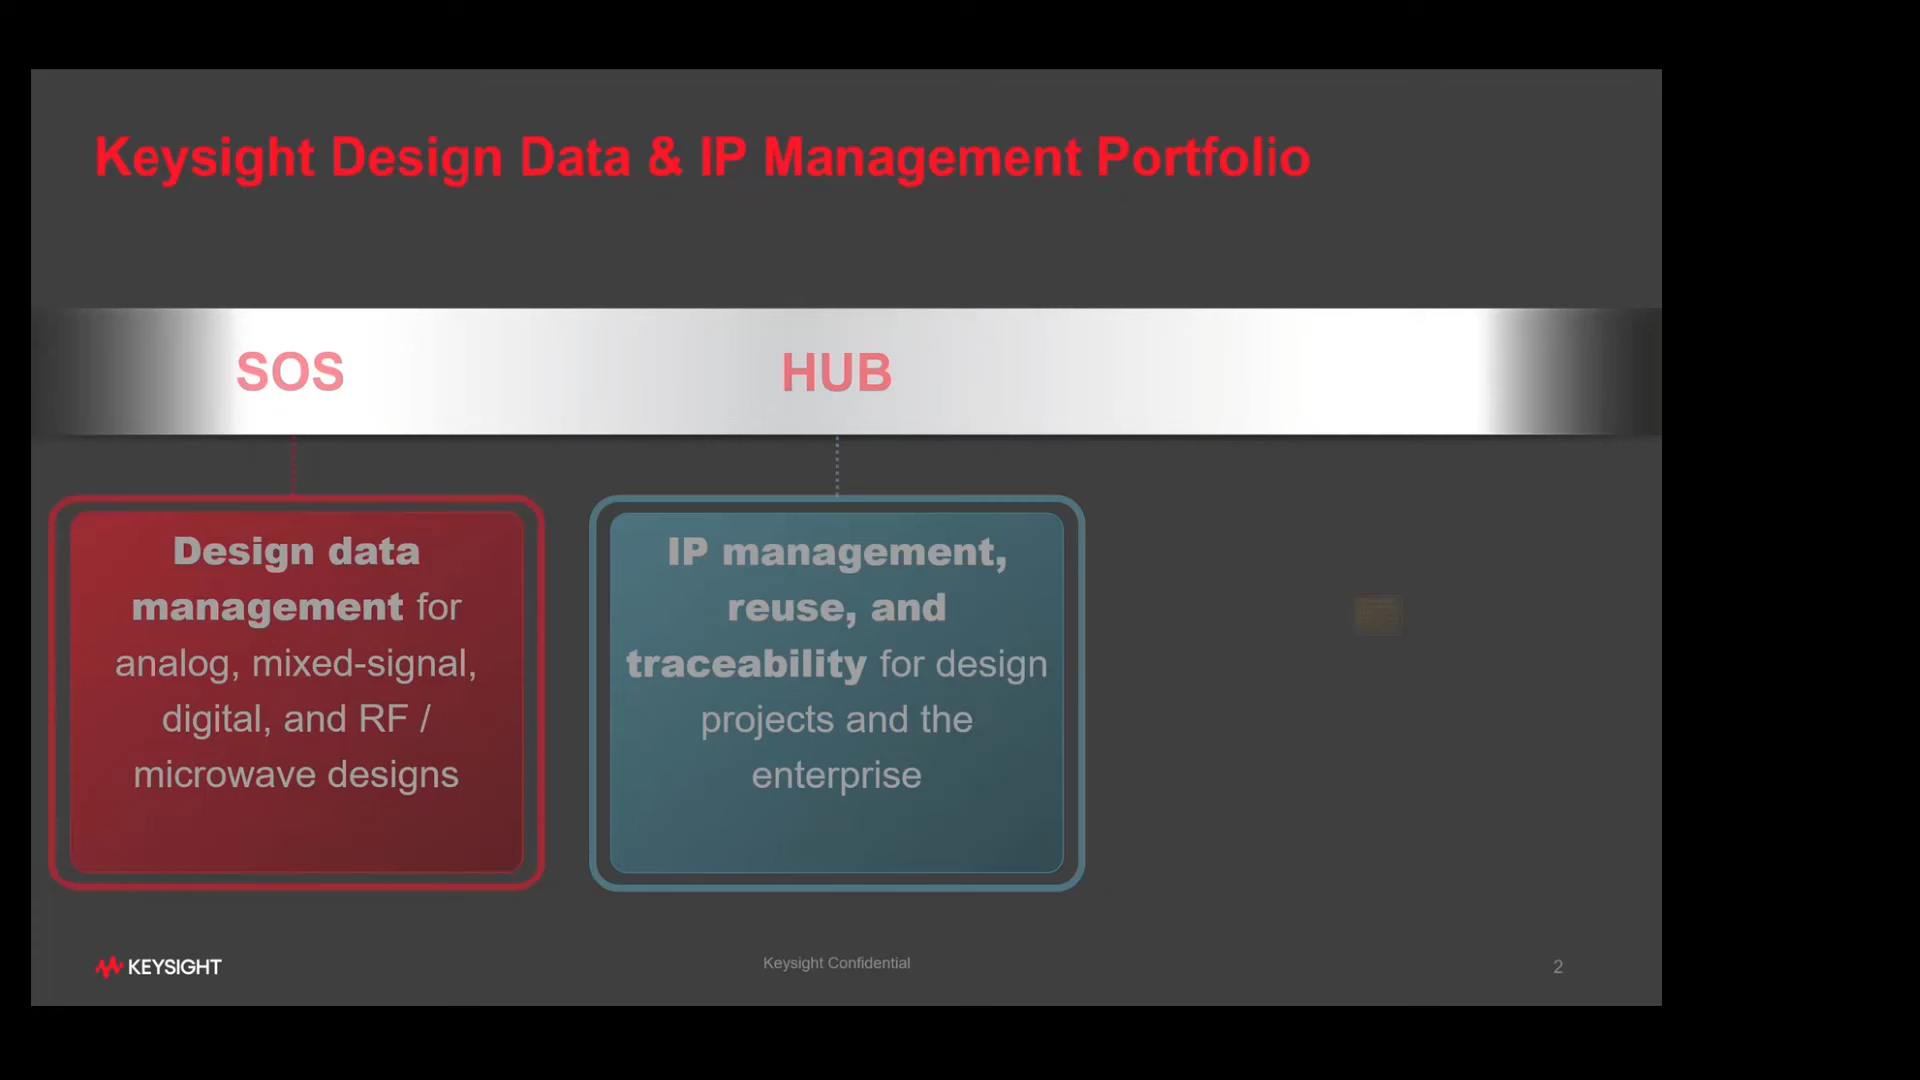 Keysight Design Data & IP Management Portfolio
SOS
HUB
Design data
management for
analog, mixed-signal,
digital, and RF /
microwave designs
IP management,
reuse, and
traceability for design
projects and the
enterprise
KEYSIGHT
Keysight Confidential
2